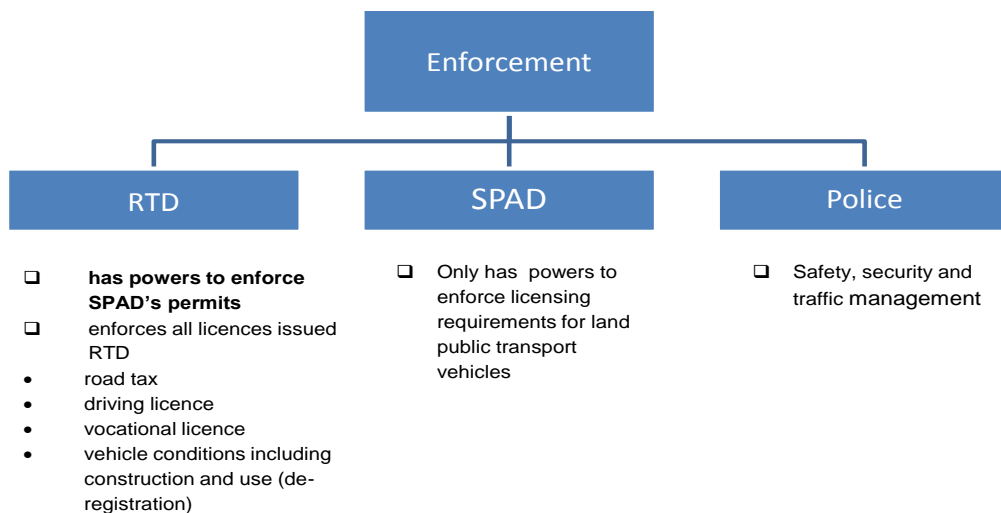 Enforcement
RTD
❑ has powers to enforce
SPAD’s permits
❑ enforces all licences issued
RTD
• road tax
• driving licence
• vocational licence
• vehicle conditions including
construction and use (de-
registration)
SPAD
❑ Only has powers to
enforce licensing
requirements for land
public transport
vehicles
Police
❑ Safety, security and
traffic management